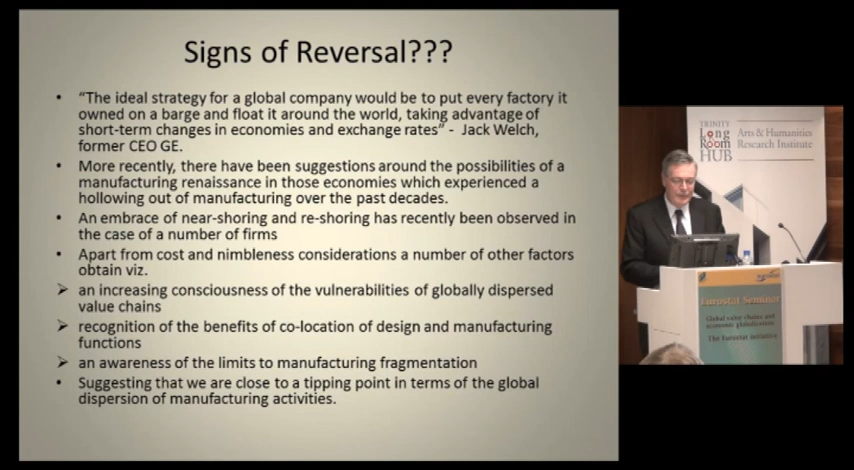 Signs of Reversal???
• “The ideal strategy for a global company would be to put every factory it
owned on a barge and float it around the world, taking advantage of
short-term changes in economies and exchange rates” - Jack Welch,
former CEO GE.
• More recently, there have been suggestions around the possibilities of a
manufacturing renaissance in those economies which experienced a
hollowing out of manufacturing over the past decades.
• An embrace of near-shoring and re-shoring has recently been observed in
the case of a number of firms
• Apart from cost and nimbleness considerations a number of other factors
obtain viz.
➢ an increasing consciousness of the vulnerabilities of globally dispersed
value chains
➢ recognition of the benefits of co-location of design and manufacturing
functions
➢ an awareness of the limits to manufacturing fragmentation
• Suggesting that we are close to a tipping point in terms of the global
dispersion of manufacturing activities.
TRINITY
Long
Room
HUB
Arts & Humanities
Research Institute
Eurostat Seminar
Global value chains and
economic globalisation
The Eurostat initiative